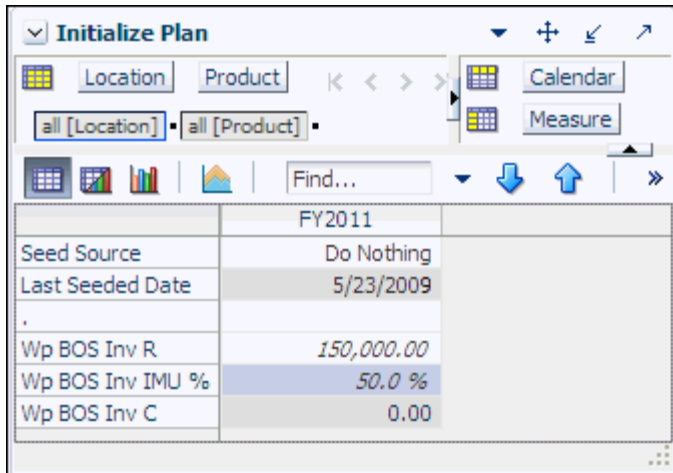 Initialize Plan
Location Product Calendar
all [Location] all [Product] Measure
Find...
FY2011
Seed Source Do Nothing
Last Seeded Date 5/23/2009
.
Wp BOS Inv R 150,000.00
Wp BOS Inv IMU % 50.0 %
Wp BOS Inv C 0.00